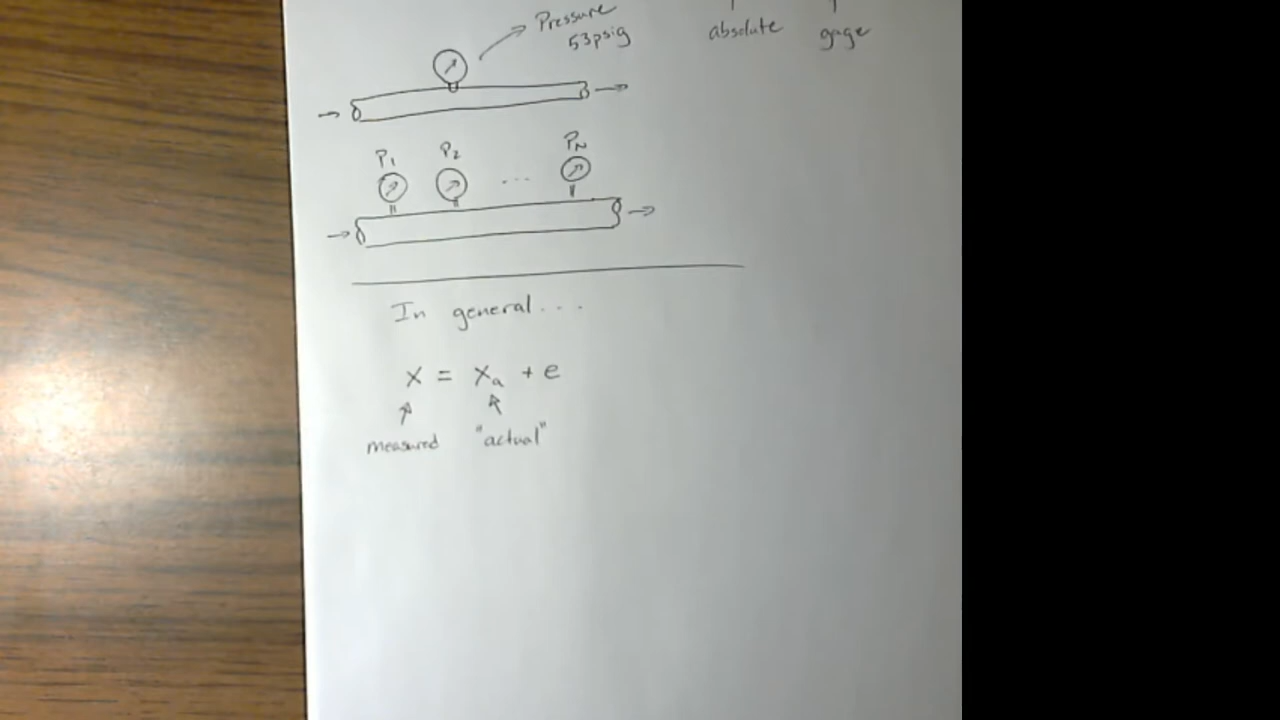 Pressure
53psig
absolute gage
P1 P2 ... PN
In general...
x = xa + e
measured "actual"